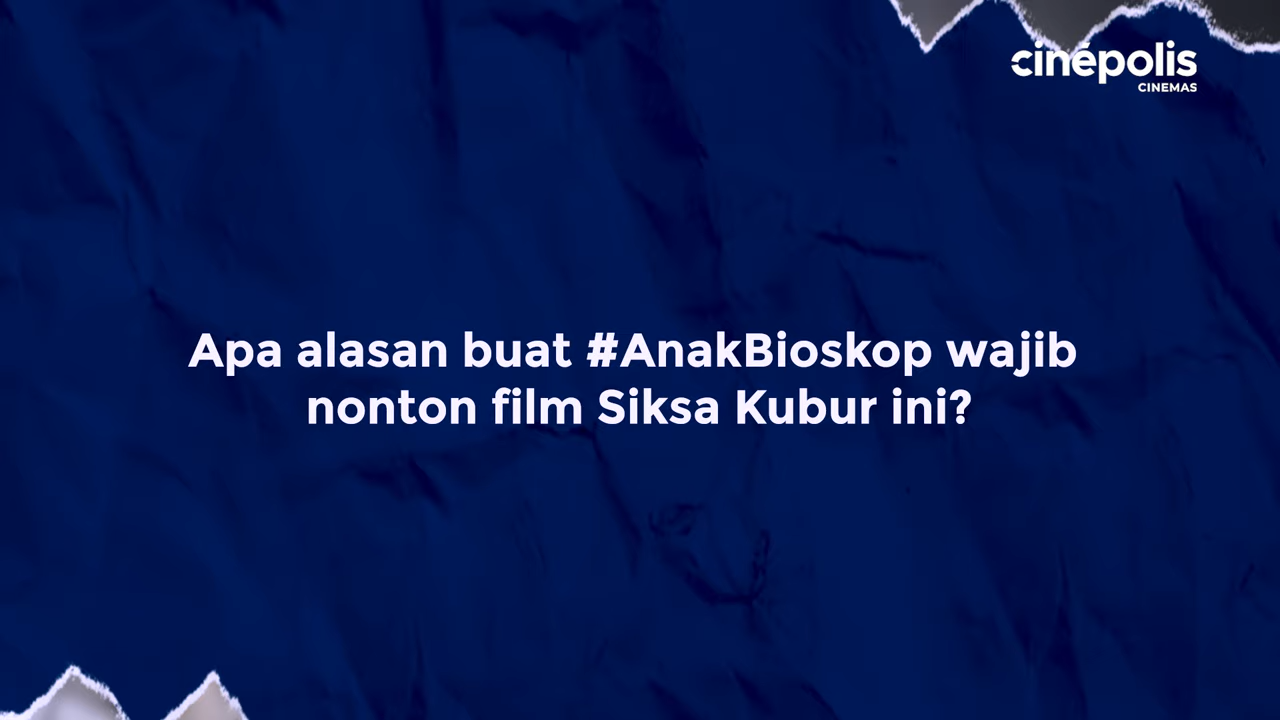 cinépolis
CINEMAS
Apa alasan buat #AnakBioskop wajib
nonton film Siksa Kubur ini?